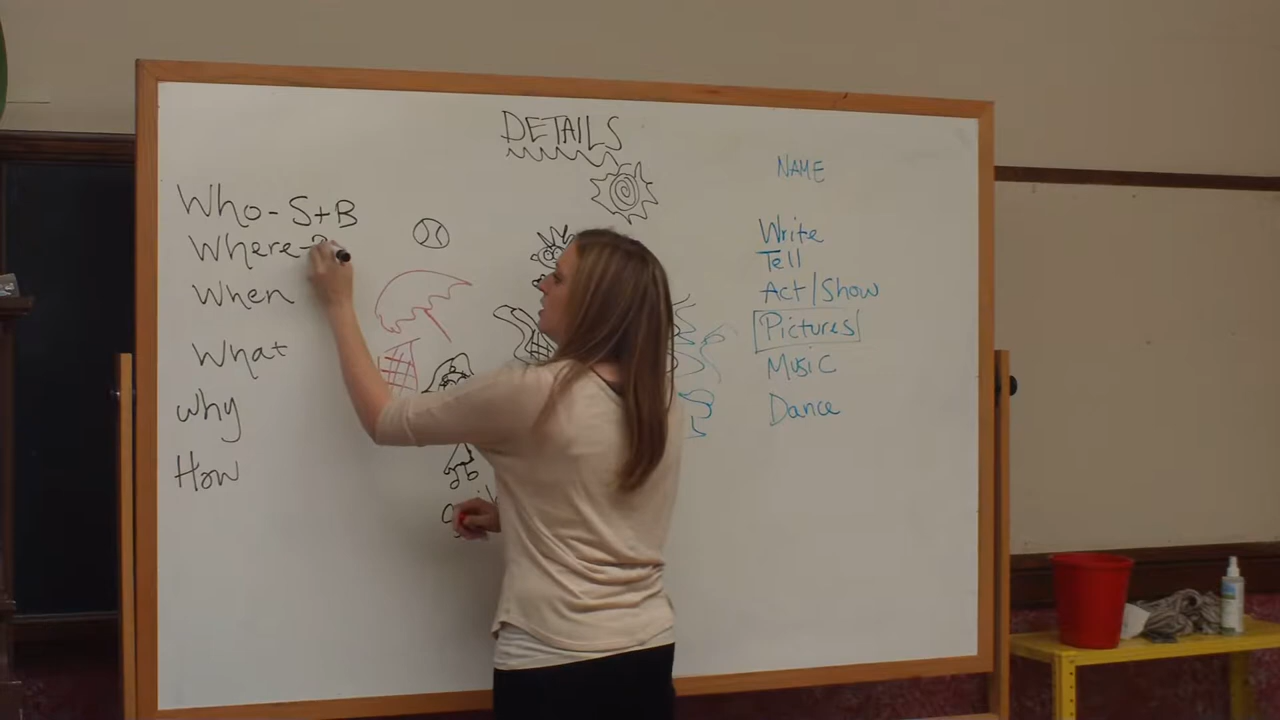 DETAILS
Who - S+B
Where -
When
What
Why
How
NAME
Write
Tell
Act/Show
Pictures
Music
Dance